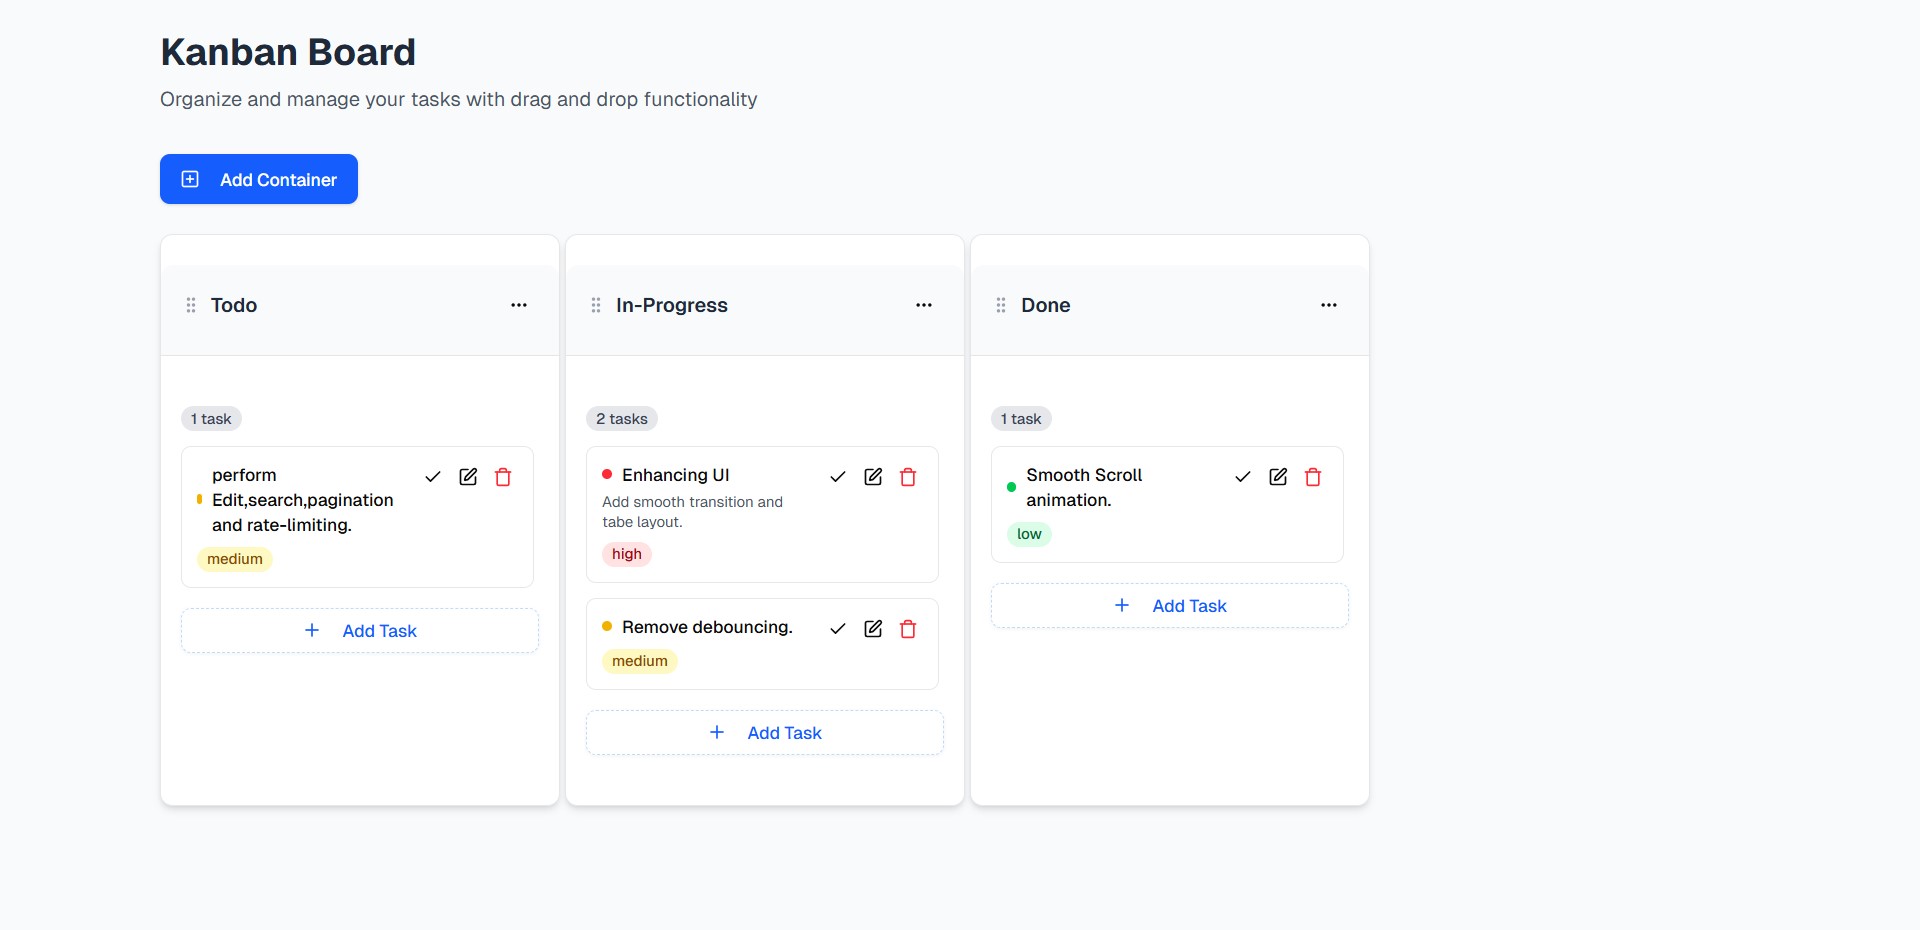 Kanban Board
Organize and manage your tasks with drag and drop functionality
Add Container
Todo
1 task
perform
Edit,search,pagination
and rate-limiting.
medium
Add Task
In-Progress
2 tasks
Enhancing UI
Add smooth transition and
tabe layout.
high
Remove debouncing.
medium
Add Task
Done
1 task
Smooth Scroll
animation.
low
Add Task